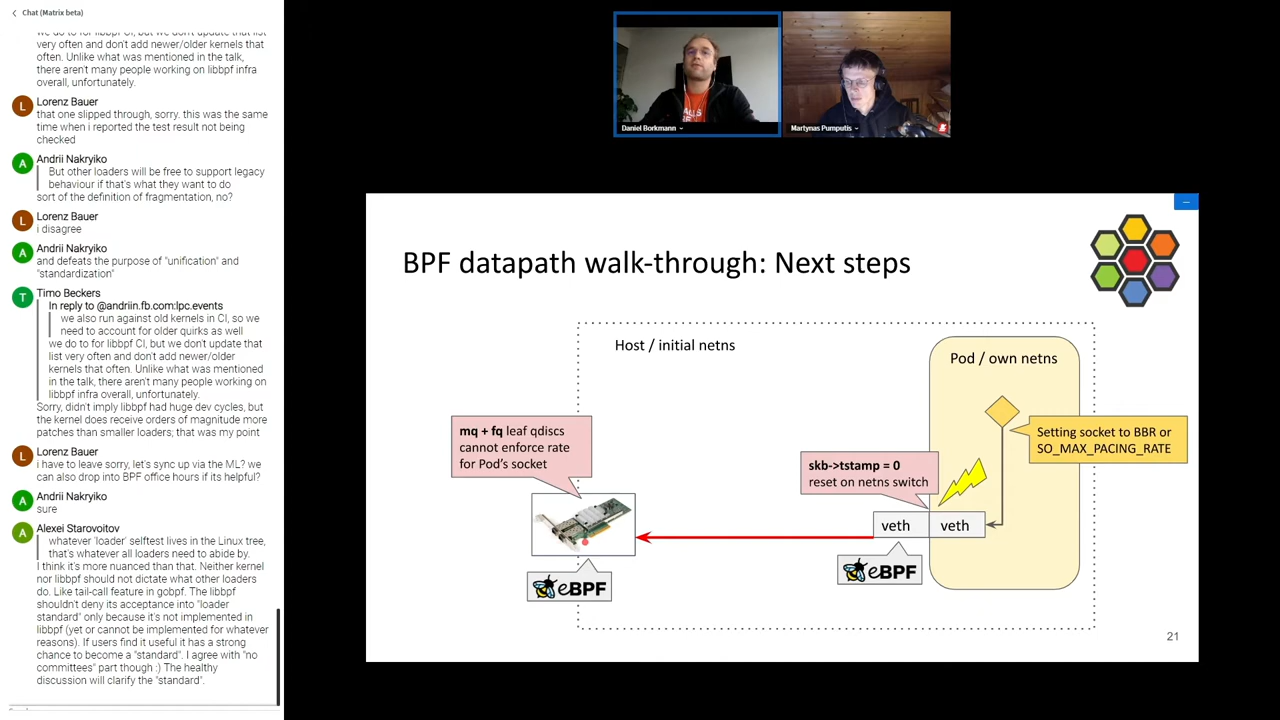 Chat (Matrix beta)
we do to for libbpf CI, but we don't update that list
very often and don't add newer/older kernels that
often. Unlike what was mentioned in the talk,
there aren't many people working on libbpf infra
overall, unfortunately.
L
Lorenz Bauer
that one slipped through, sorry. this was the same
time when i reported the test result not being
checked
A
Andrii Nakryiko
But other loaders will be free to support legacy
behaviour if that's what they want to do
sort of the definition of fragmentation, no?
L
Lorenz Bauer
i disagree
A
Andrii Nakryiko
and defeats the purpose of "unification" and
"standardization"
T
Timo Beckers
In reply to @andriin.fb.com:lpc.events
we also run against old kernels in CI, so we
need to account for older quirks as well
we do to for libbpf CI, but we don't update that
list very often and don't add newer/older
kernels that often. Unlike what was mentioned
in the talk, there aren't many people working on
libbpf infra overall, unfortunately.
Sorry, didn't imply libbpf had huge dev cycles, but
the kernel does receive orders of magnitude more
patches than smaller loaders; that was my point
L
Lorenz Bauer
i have to leave sorry, let's sync up via the ML? we
can also drop into BPF office hours if its helpful?
A
Andrii Nakryiko
sure
A
Alexei Starovoitov
whatever 'loader' selftest lives in the Linux tree,
that's whatever all loaders need to abide by.
I think it's more nuanced than that. Neither kernel
nor libbpf should not dictate what other loaders
do. Like tail-call feature in gobpf. The libbpf
shouldn't deny its acceptance into "loader
standard" only because it's not implemented in
libbpf (yet or cannot be implemented for whatever
reasons). If users find it useful it has a strong
chance to become a "standard". I agree with "no
committees" part though :) The healthy
discussion will clarify the "standard".
Daniel Borkmann
Martynas Pumputis
BPF datapath walk-through: Next steps
Host / initial netns
Pod / own netns
mq + fq leaf qdiscs
cannot enforce rate
for Pod's socket
Setting socket to BBR or
SO_MAX_PACING_RATE
skb->tstamp = 0
reset on netns switch
veth
veth
eBPF
eBPF
21